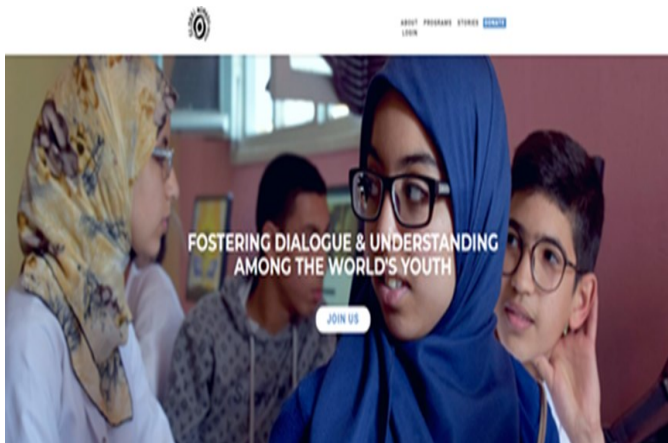 ABOUT PROGRAMS STORIES DONATE
LOGIN
FOSTERING DIALOGUE & UNDERSTANDING
AMONG THE WORLD'S YOUTH
JOIN US